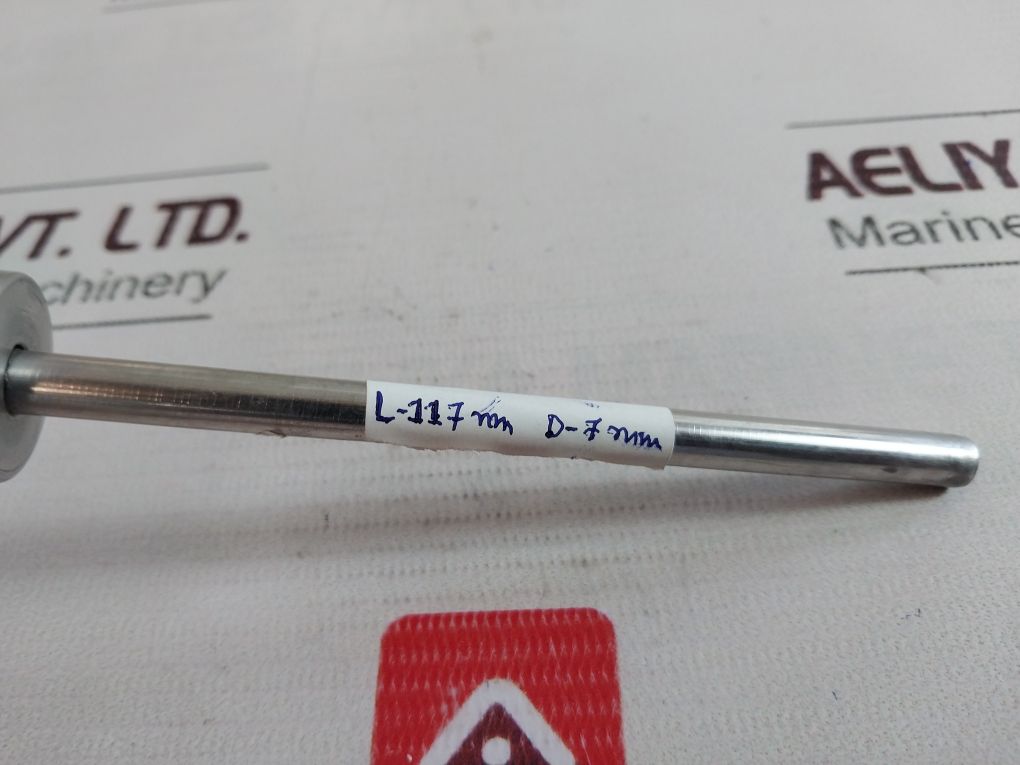 VT. LTD.
chinery
AELIY
Marine
L-117 mm D-7 mm